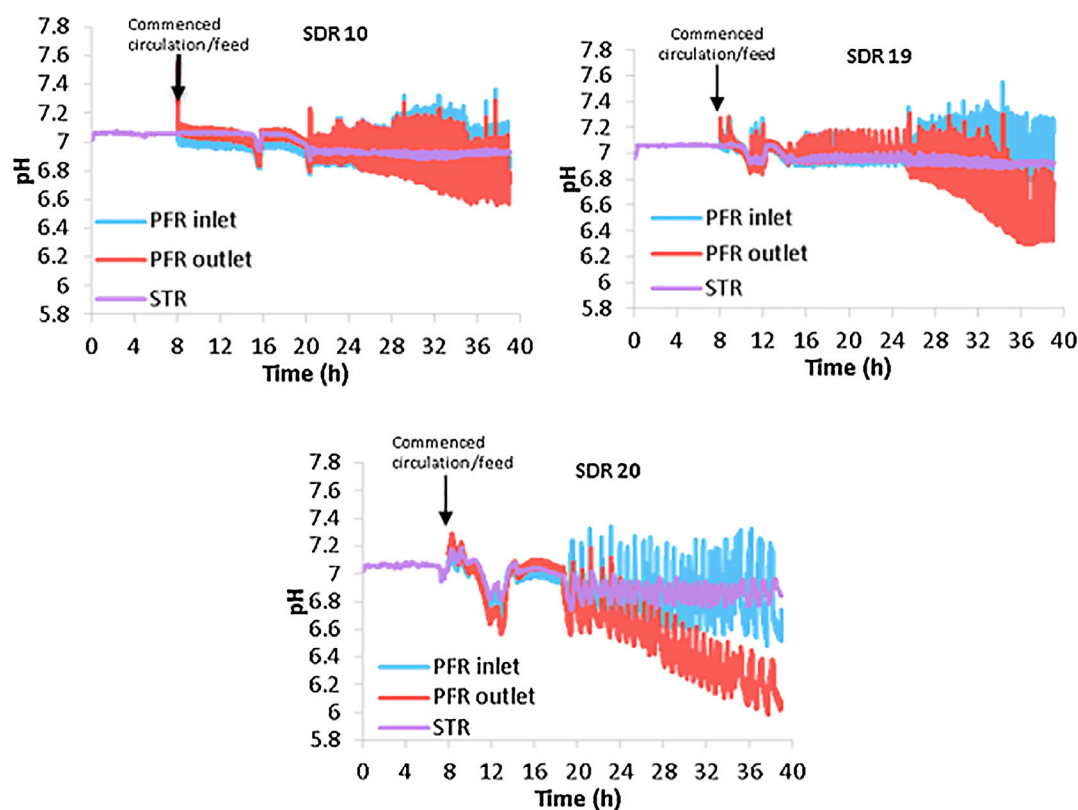 Commenced
circulation/feed
SDR 10
7.8
7.6
7.4
7.2
7
6.8
6.6
6.4
6.2
6
5.8
pH
PFR inlet
PFR outlet
STR
0 4 8 12 16 20 24 28 32 36 40
Time (h)
Commenced
circulation/feed
SDR 19
7.8
7.6
7.4
7.2
7
6.8
6.6
6.4
6.2
6
5.8
pH
PFR inlet
PFR outlet
STR
0 4 8 12 16 20 24 28 32 36 40
Time (h)
Commenced
circulation/feed
SDR 20
7.8
7.6
7.4
7.2
7
6.8
6.6
6.4
6.2
6
5.8
pH
PFR inlet
PFR outlet
STR
0 4 8 12 16 20 24 28 32 36 40
Time (h)